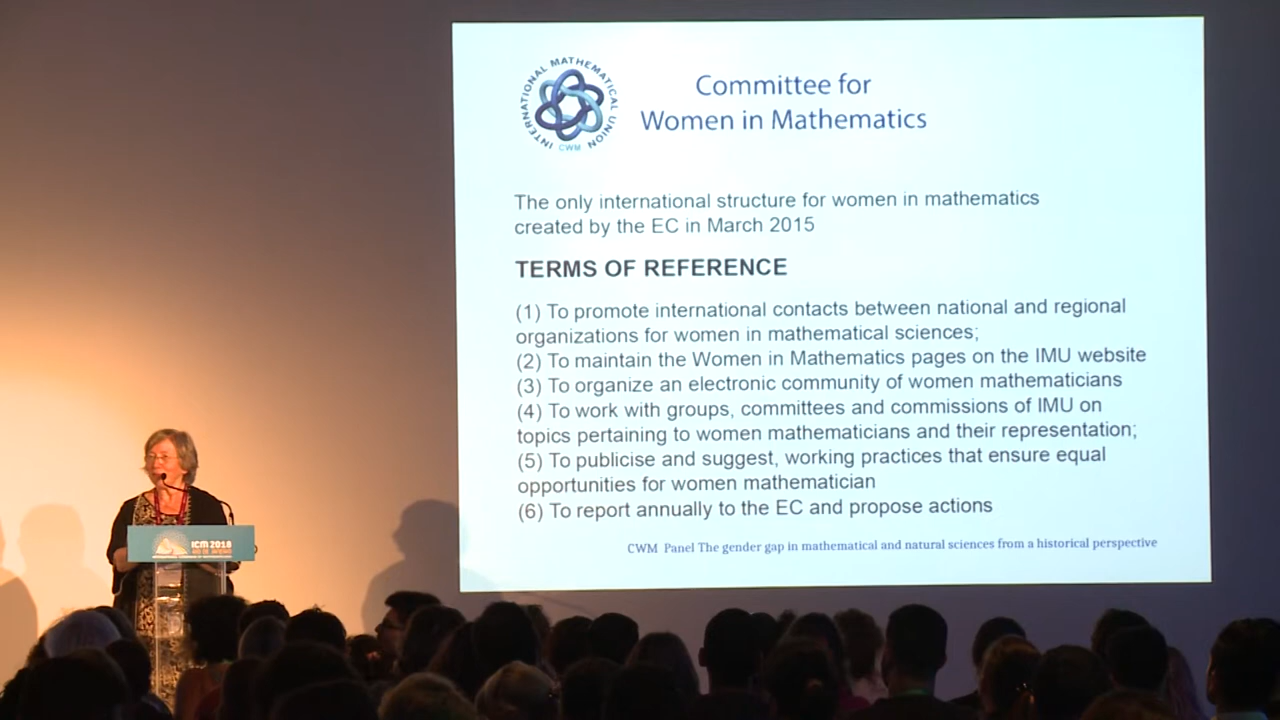 INTERNATIONAL MATHEMATICAL UNION
CWM
Committee for
Women in Mathematics
The only international structure for women in mathematics
created by the EC in March 2015
TERMS OF REFERENCE
(1) To promote international contacts between national and regional
organizations for women in mathematical sciences;
(2) To maintain the Women in Mathematics pages on the IMU website
(3) To organize an electronic community of women mathematicians
(4) To work with groups, committees and commissions of IMU on
topics pertaining to women mathematicians and their representation;
(5) To publicise and suggest, working practices that ensure equal
opportunities for women mathematician
(6) To report annually to the EC and propose actions
CWM Panel The gender gap in mathematical and natural sciences from a historical perspective
ICM 2018
RIO DE JANEIRO